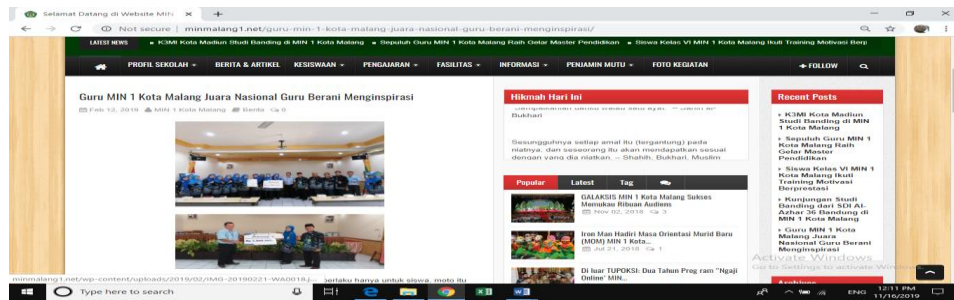 Selamat Datang di Website MIN
Not secure | minmalang1.net/guru-min-1-kota-malang-juara-nasional-guru-berani-menginspirasi/
LATEST NEWS K3MI Kota Madiun Studi Banding di MIN 1 Kota Malang Sepuluh Guru MIN 1 Kota Malang Raih Gelar Master Pendidikan Siswa Kelas VI MIN 1 Kota Malang Ikuti Training Motivasi Berp
PROFIL SEKOLAH BERITA & ARTIKEL KESISWAAN PENGAJARAN FASILITAS INFORMASI PENJAMIN MUTU FOTO KEGIATAN + FOLLOW
Guru MIN 1 Kota Malang Juara Nasional Guru Berani Menginspirasi
Feb 12, 2019 MIN 1 Kota Malang Berita 0
Hikmah Hari Ini
Bukhari
Sesungguhnya setiap amal itu (tergantung) pada
niatnya, dan seseorang itu akan mendapatkan sesuai
dengan yang dia niatkan. – Shahih, Bukhari, Muslim
Popular Latest Tag
GALAKSIS MIN 1 Kota Malang Sukses
Memukau Ribuan Audiens
Nov 02, 2018 3
Iron Man Hadiri Masa Orientasi Murid Baru
(MOM) MIN 1 Kota...
Jul 21, 2018 1
Di luar TUPOKSI: Dua Tahun Prog ram "Ngaji
Online' MIN...
Recent Posts
K3MI Kota Madiun
Studi Banding di MIN
1 Kota Malang
Sepuluh Guru MIN 1
Kota Malang Raih
Gelar Master
Pendidikan
Siswa Kelas VI MIN 1
Kota Malang Ikuti
Training Motivasi
Berprestasi
Kunjungan Studi
Banding dari SDI Al-
Azhar 36 Bandung di
MIN 1 Kota Malang
Guru MIN 1 Kota
Malang Juara
Nasional Guru Berani
Menginspirasi
Archives
Activate Windows
Go to Settings to activate Windows.
minmalang1.net/wp-content/uploads/2019/02/IMG-20190221-WA0018.j... berlaku hanya untuk siswa, moto itu
Type here to search
ENG 12:11 PM
11/16/2019